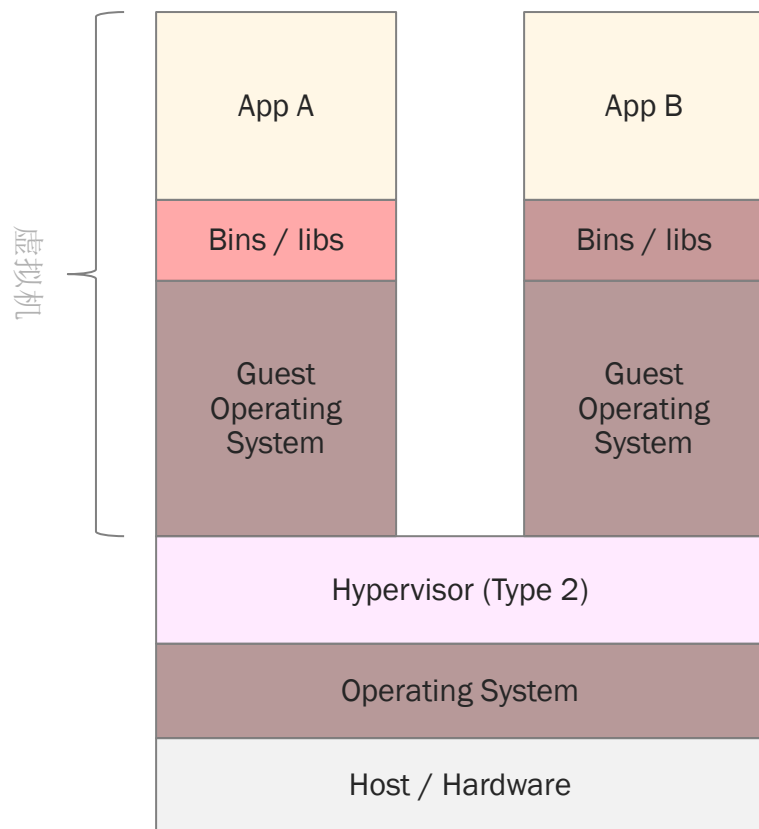 App A
App B
Bins / libs
Bins / libs
虚拟机
Guest
Operating
System
Guest
Operating
System
Hypervisor (Type 2)
Operating System
Host / Hardware